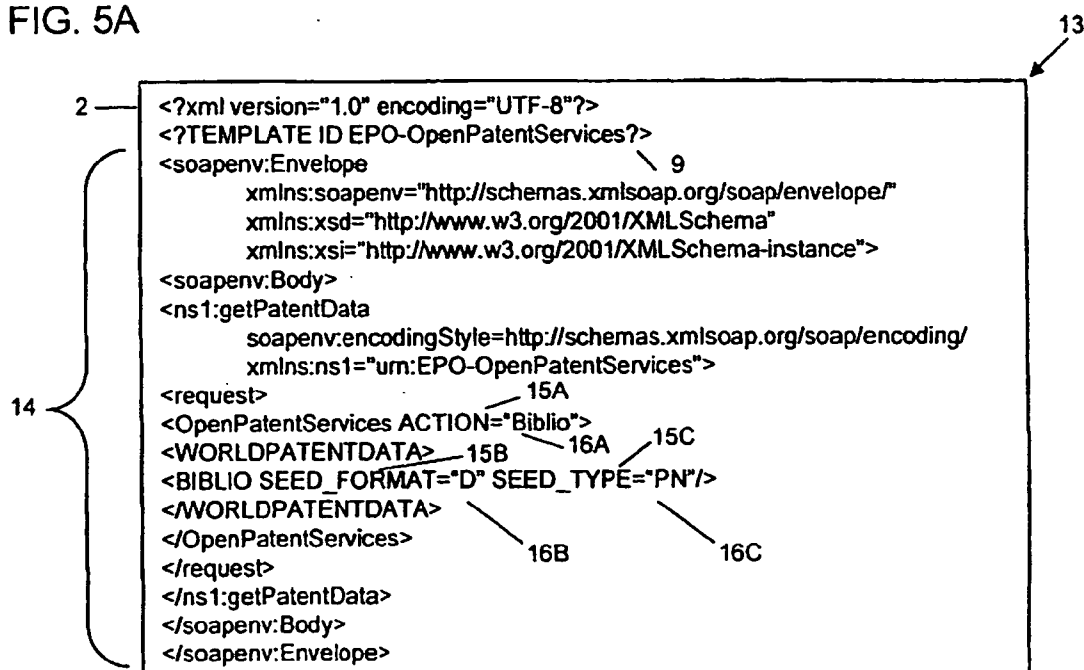 FIG. 5A
13
2
<?xml version="1.0" encoding="UTF-8"?>
<?TEMPLATE ID EPO-OpenPatentServices?>
9
<soapenv:Envelope
xmlns:soapenv="http://schemas.xmlsoap.org/soap/envelope/"
xmlns:xsd="http://www.w3.org/2001/XMLSchema"
xmlns:xsi="http://www.w3.org/2001/XMLSchema-instance">
<soapenv:Body>
<ns1:getPatentData
soapenv:encodingStyle=http://schemas.xmlsoap.org/soap/encoding/
xmlns:ns1="urn:EPO-OpenPatentServices">
14
<request>
15A
<OpenPatentServices ACTION="Biblio">
<WORLDPATENTDATA>
15B
16A
15C
<BIBLIO SEED_FORMAT="D" SEED_TYPE="PN"/>
</WORLDPATENTDATA>
</OpenPatentServices>
16B
16C
</request>
</ns1:getPatentData>
</soapenv:Body>
</soapenv:Envelope>